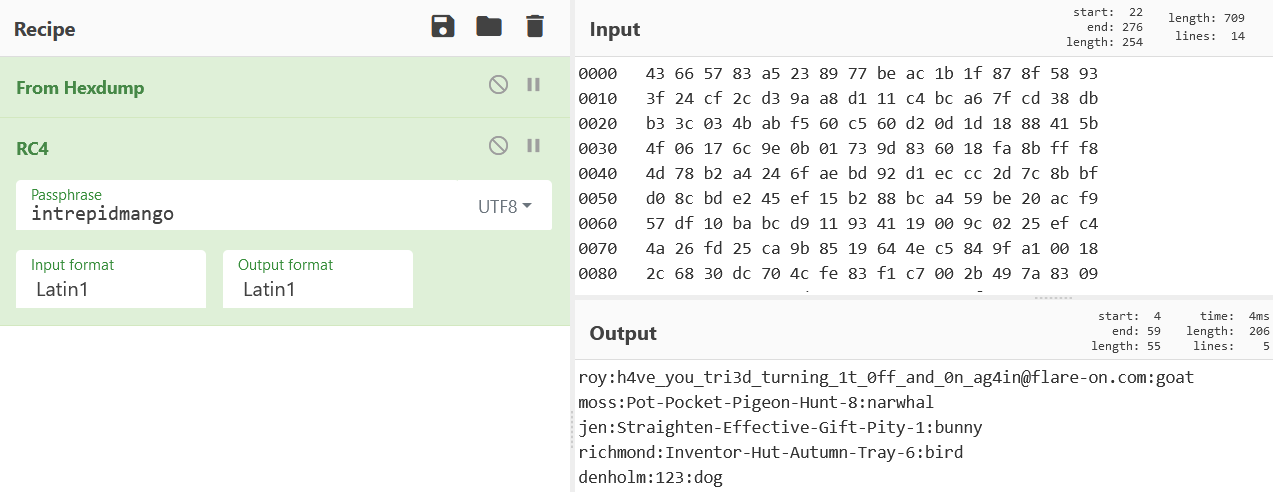 Recipe
From Hexdump
RC4
Passphrase
intrepidmango
UTF8
Input format
Latin1
Output format
Latin1
Input
start: 22
end: 276
length: 254
length: 709
lines: 14
0000 43 66 57 83 a5 23 89 77 be ac 1b 1f 87 8f 58 93
0010 3f 24 cf 2c d3 9a a8 d1 11 c4 bc a6 7f cd 38 db
0020 b3 3c 03 4b ab f5 60 c5 60 d2 0d 1d 18 88 41 5b
0030 4f 06 17 6c 9e 0b 01 73 9d 83 60 18 fa 8b ff f8
0040 4d 78 b2 a4 24 6f ae bd 92 d1 ec cc 2d 7c 8b bf
0050 d0 8c bd e2 45 ef 15 b2 88 bc a4 59 be 20 ac f9
0060 57 df 10 ba bc d9 11 93 41 19 00 9c 02 25 ef c4
0070 4a 26 fd 25 ca 9b 85 19 64 4e c5 84 9f a1 00 18
0080 2c 68 30 dc 70 4c fe 83 f1 c7 00 2b 49 7a 83 09
Output
start: 4
end: 59
length: 55
time: 4ms
length: 206
lines: 5
roy:h4ve_you_tri3d_turning_1t_0ff_and_0n_ag4in@flare-on.com:goat
moss:Pot-Pocket-Pigeon-Hunt-8:narwhal
jen:Straighten-Effective-Gift-Pity-1:bunny
richmond:Inventor-Hut-Autumn-Tray-6:bird
denholm:123:dog